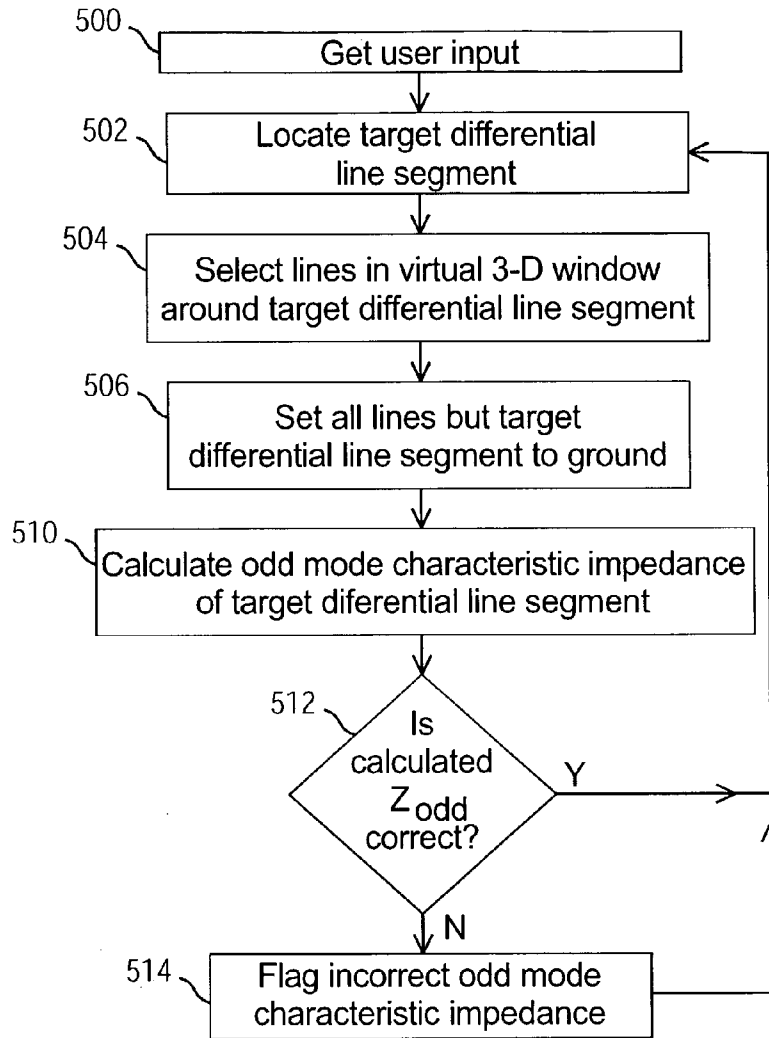 500
Get user input
502
Locate target differential
line segment
504
Select lines in virtual 3-D window
around target differential line segment
506
Set all lines but target
differential line segment to ground
510
Calculate odd mode characteristic impedance
of target diferential line segment
512
Is
calculated
Z odd
correct?
Y
N
514
Flag incorrect odd mode
characteristic impedance